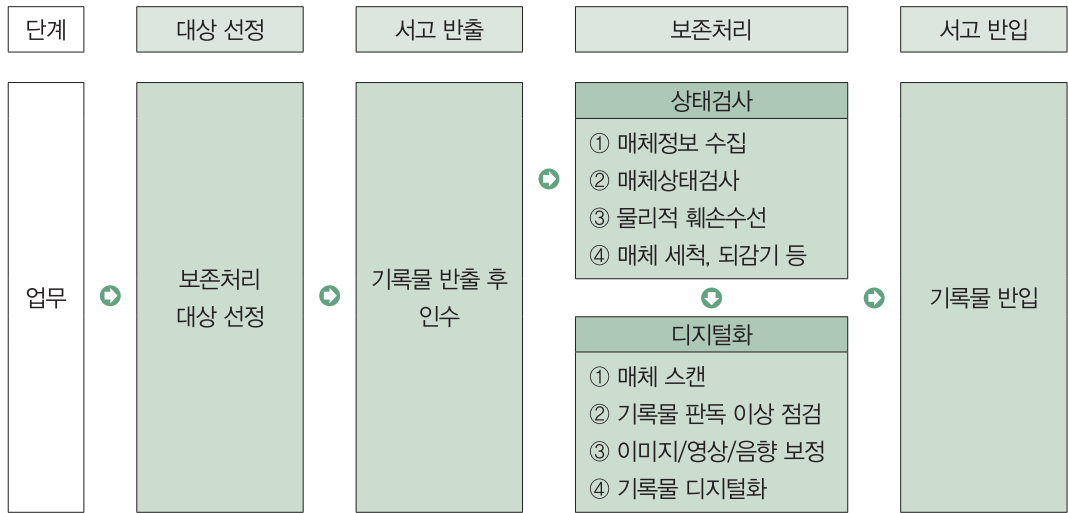 단계
대상 선정
서고 반출
보존처리
서고 반입
업무
보존처리
대상 선정
기록물 반출 후
인수
상태검사
① 매체정보 수집
② 매체상태검사
③ 물리적 훼손수선
④ 매체 세척, 되감기 등
디지털화
① 매체 스캔
② 기록물 판독 이상 점검
③ 이미지/영상/음향 보정
④ 기록물 디지털화
기록물 반입